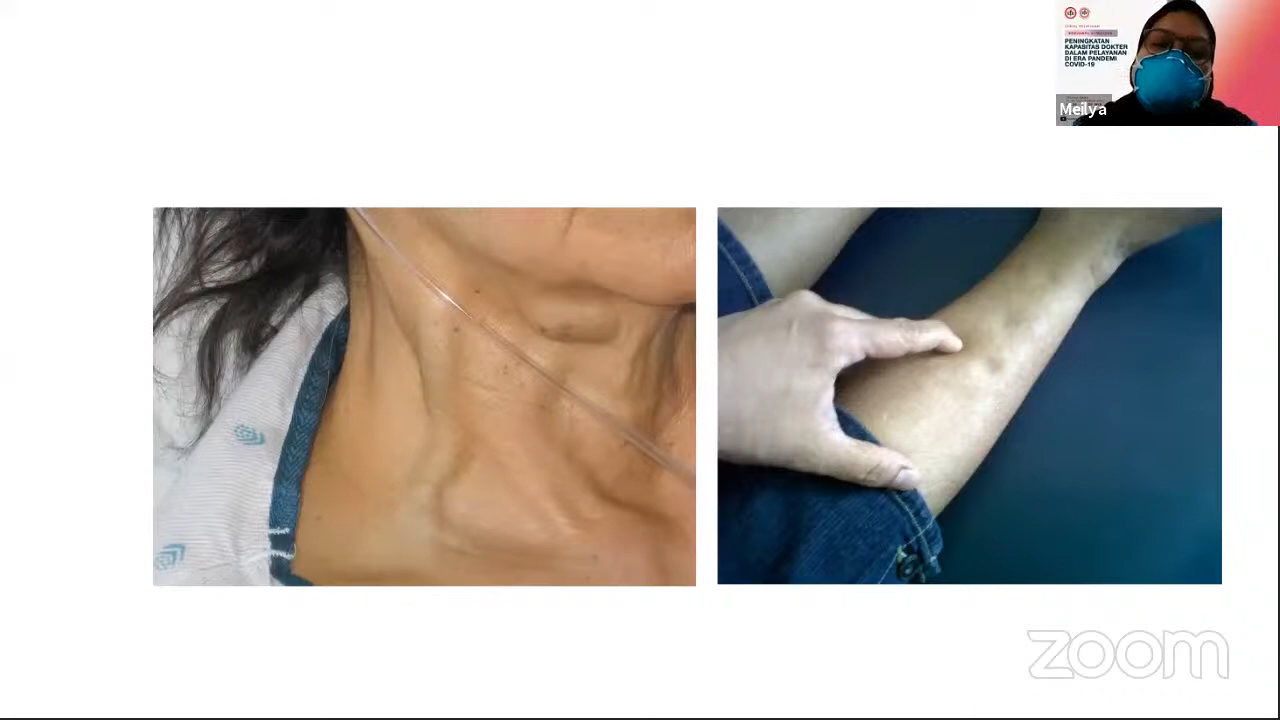 PENINGKATAN
KAPASITAS DOKTER
DALAM PELAYANAN
DI ERA PANDEMI
COVID-19
Meilya
zoom